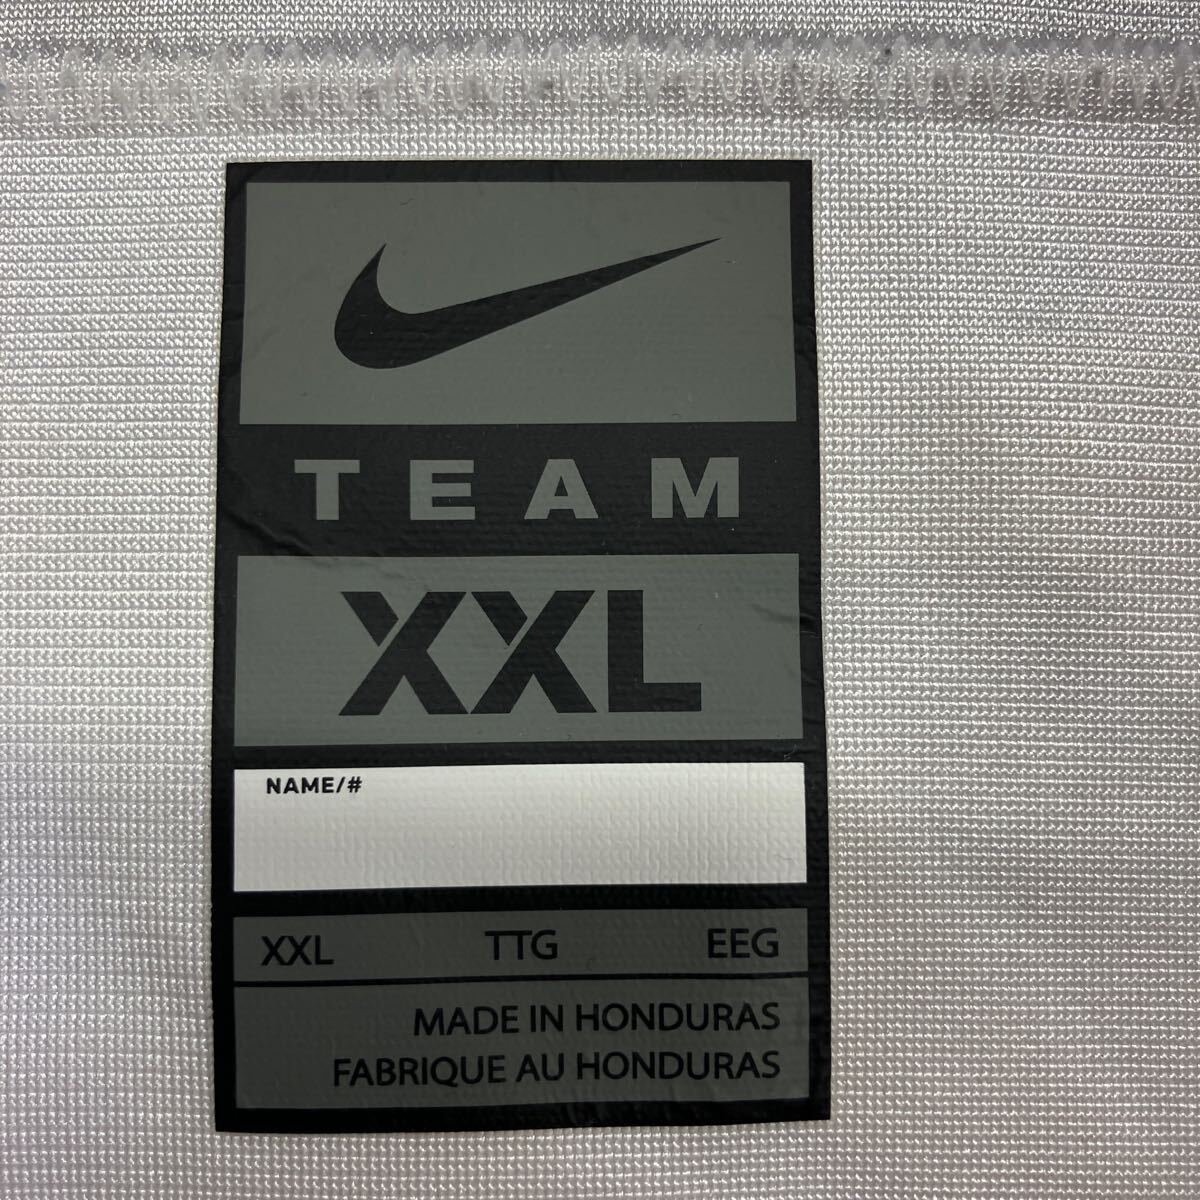 TEAM
XXL
NAME/#
XXL TTG EEG
MADE IN HONDURAS
FABRIQUE AU HONDURAS